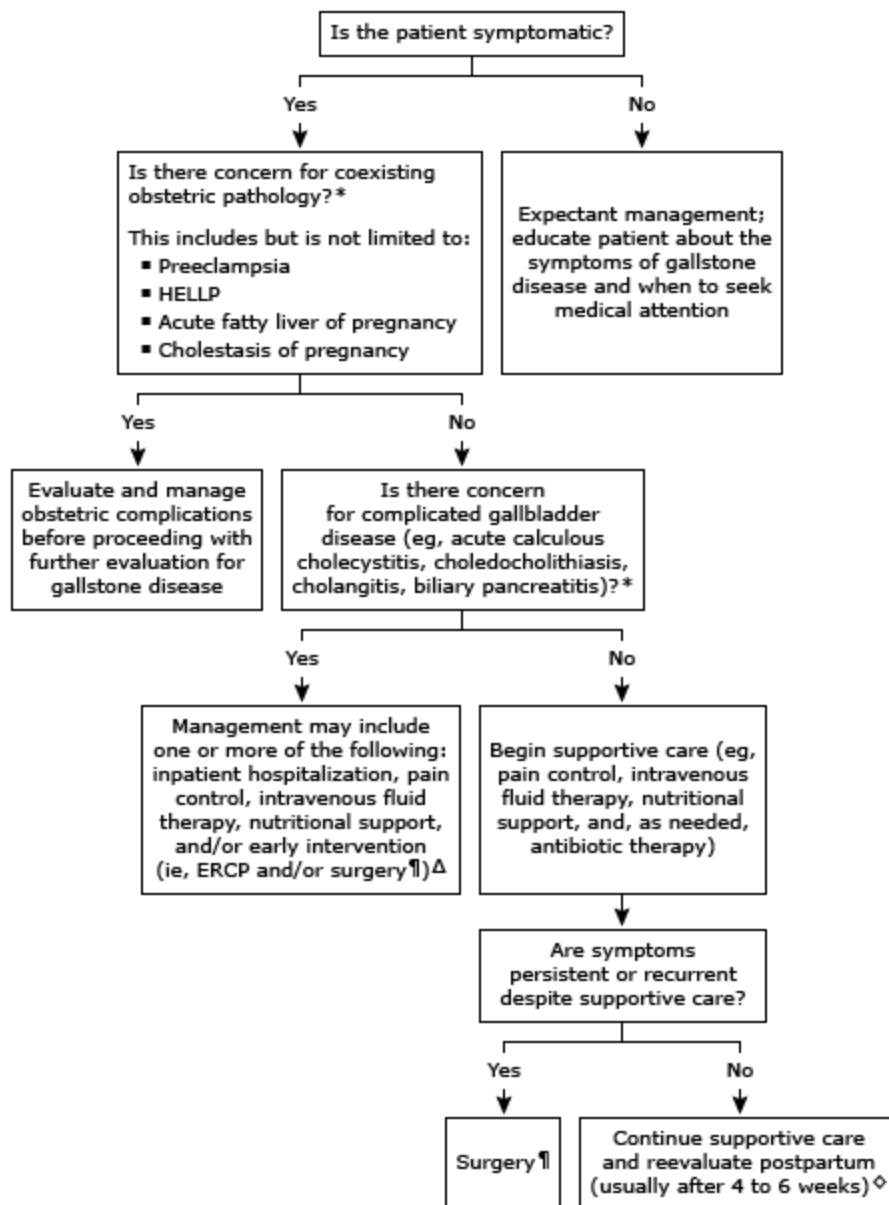 Is the patient symptomatic?
Yes
No
Is there concern for coexisting
obstetric pathology?*
This includes but is not limited to:
▪ Preeclampsia
▪ HELLP
▪ Acute fatty liver of pregnancy
▪ Cholestasis of pregnancy
Expectant management;
educate patient about the
symptoms of gallstone
disease and when to seek
medical attention
Yes
No
Evaluate and manage
obstetric complications
before proceeding with
further evaluation for
gallstone disease
Is there concern
for complicated gallbladder
disease (eg, acute calculous
cholecystitis, choledocholithiasis,
cholangitis, biliary pancreatitis)?*
Yes
No
Management may include
one or more of the following:
inpatient hospitalization, pain
control, intravenous fluid
therapy, nutritional support,
and/or early intervention
(ie, ERCP and/or surgery¶)Δ
Begin supportive care (eg,
pain control, intravenous
fluid therapy, nutritional
support, and, as needed,
antibiotic therapy)
Are symptoms
persistent or recurrent
despite supportive care?
Yes
No
Surgery¶
Continue supportive care
and reevaluate postpartum
(usually after 4 to 6 weeks)◊